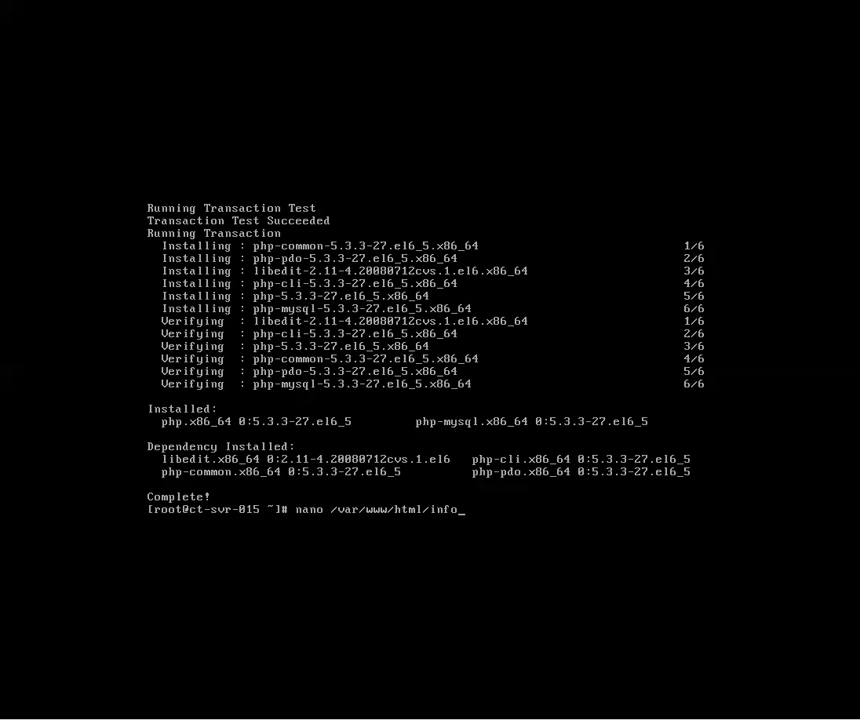 Running Transaction Test
Transaction Test Succeeded
Running Transaction
  Installing : php-common-5.3.3-27.el6_5.x86_64                             1/6
  Installing : php-pdo-5.3.3-27.el6_5.x86_64                                2/6
  Installing : libedit-2.11-4.20080712cvs.1.el6.x86_64                      3/6
  Installing : php-cli-5.3.3-27.el6_5.x86_64                                4/6
  Installing : php-5.3.3-27.el6_5.x86_64                                    5/6
  Installing : php-mysql-5.3.3-27.el6_5.x86_64                              6/6
  Verifying  : libedit-2.11-4.20080712cvs.1.el6.x86_64                      1/6
  Verifying  : php-cli-5.3.3-27.el6_5.x86_64                                2/6
  Verifying  : php-5.3.3-27.el6_5.x86_64                                    3/6
  Verifying  : php-common-5.3.3-27.el6_5.x86_64                             4/6
  Verifying  : php-pdo-5.3.3-27.el6_5.x86_64                                5/6
  Verifying  : php-mysql-5.3.3-27.el6_5.x86_64                              6/6
Installed:
  php.x86_64 0:5.3.3-27.el6_5         php-mysql.x86_64 0:5.3.3-27.el6_5
Dependency Installed:
  libedit.x86_64 0:2.11-4.20080712cvs.1.el6   php-cli.x86_64 0:5.3.3-27.el6_5
  php-common.x86_64 0:5.3.3-27.el6_5          php-pdo.x86_64 0:5.3.3-27.el6_5
Complete!
[root@ct-svr-015 ~]# nano /var/www/html/info_